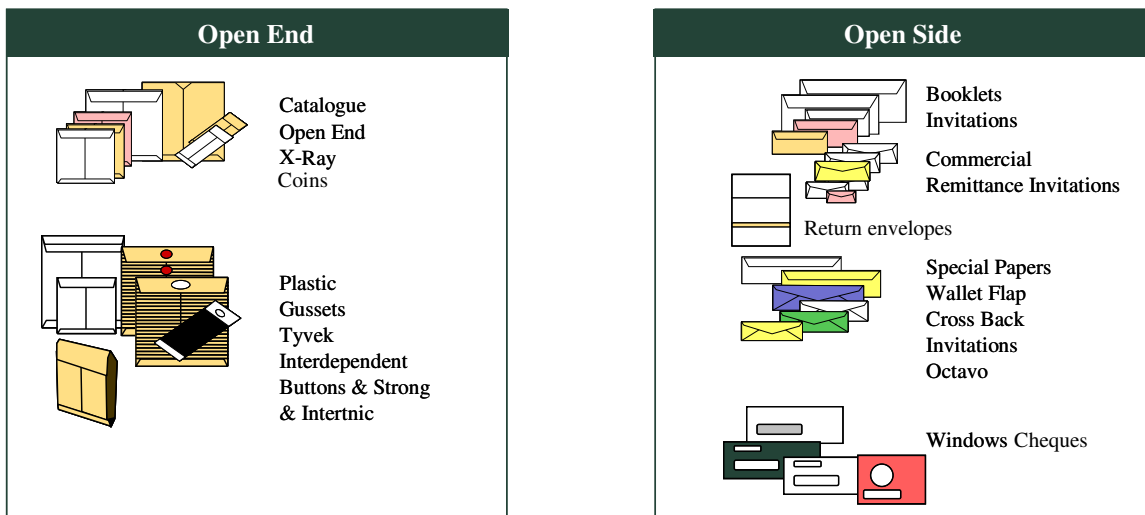 Open End
Catalogue
Open End
X-Ray
Coins
Plastic
Gussets
Tyvek
Interdependent
Buttons & Strong
& Intertnic
Open Side
Booklets
Invitations
Commercial
Remittance Invitations
Return envelopes
Special Papers
Wallet Flap
Cross Back
Invitations
Octavo
Windows Cheques